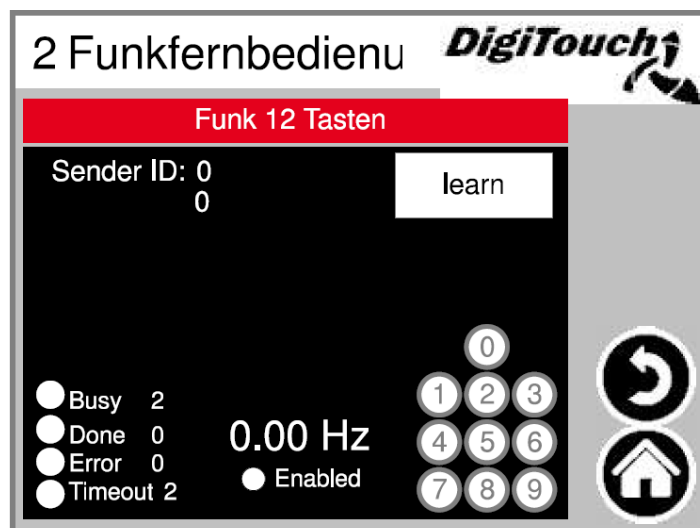 2 Funkfernbedienu
DigiTouch
Funk 12 Tasten
Sender ID: 0
0
learn
0
1 2 3
4 5 6
7 8 9
Busy 2
Done 0
Error 0
Timeout 2
0.00 Hz
Enabled